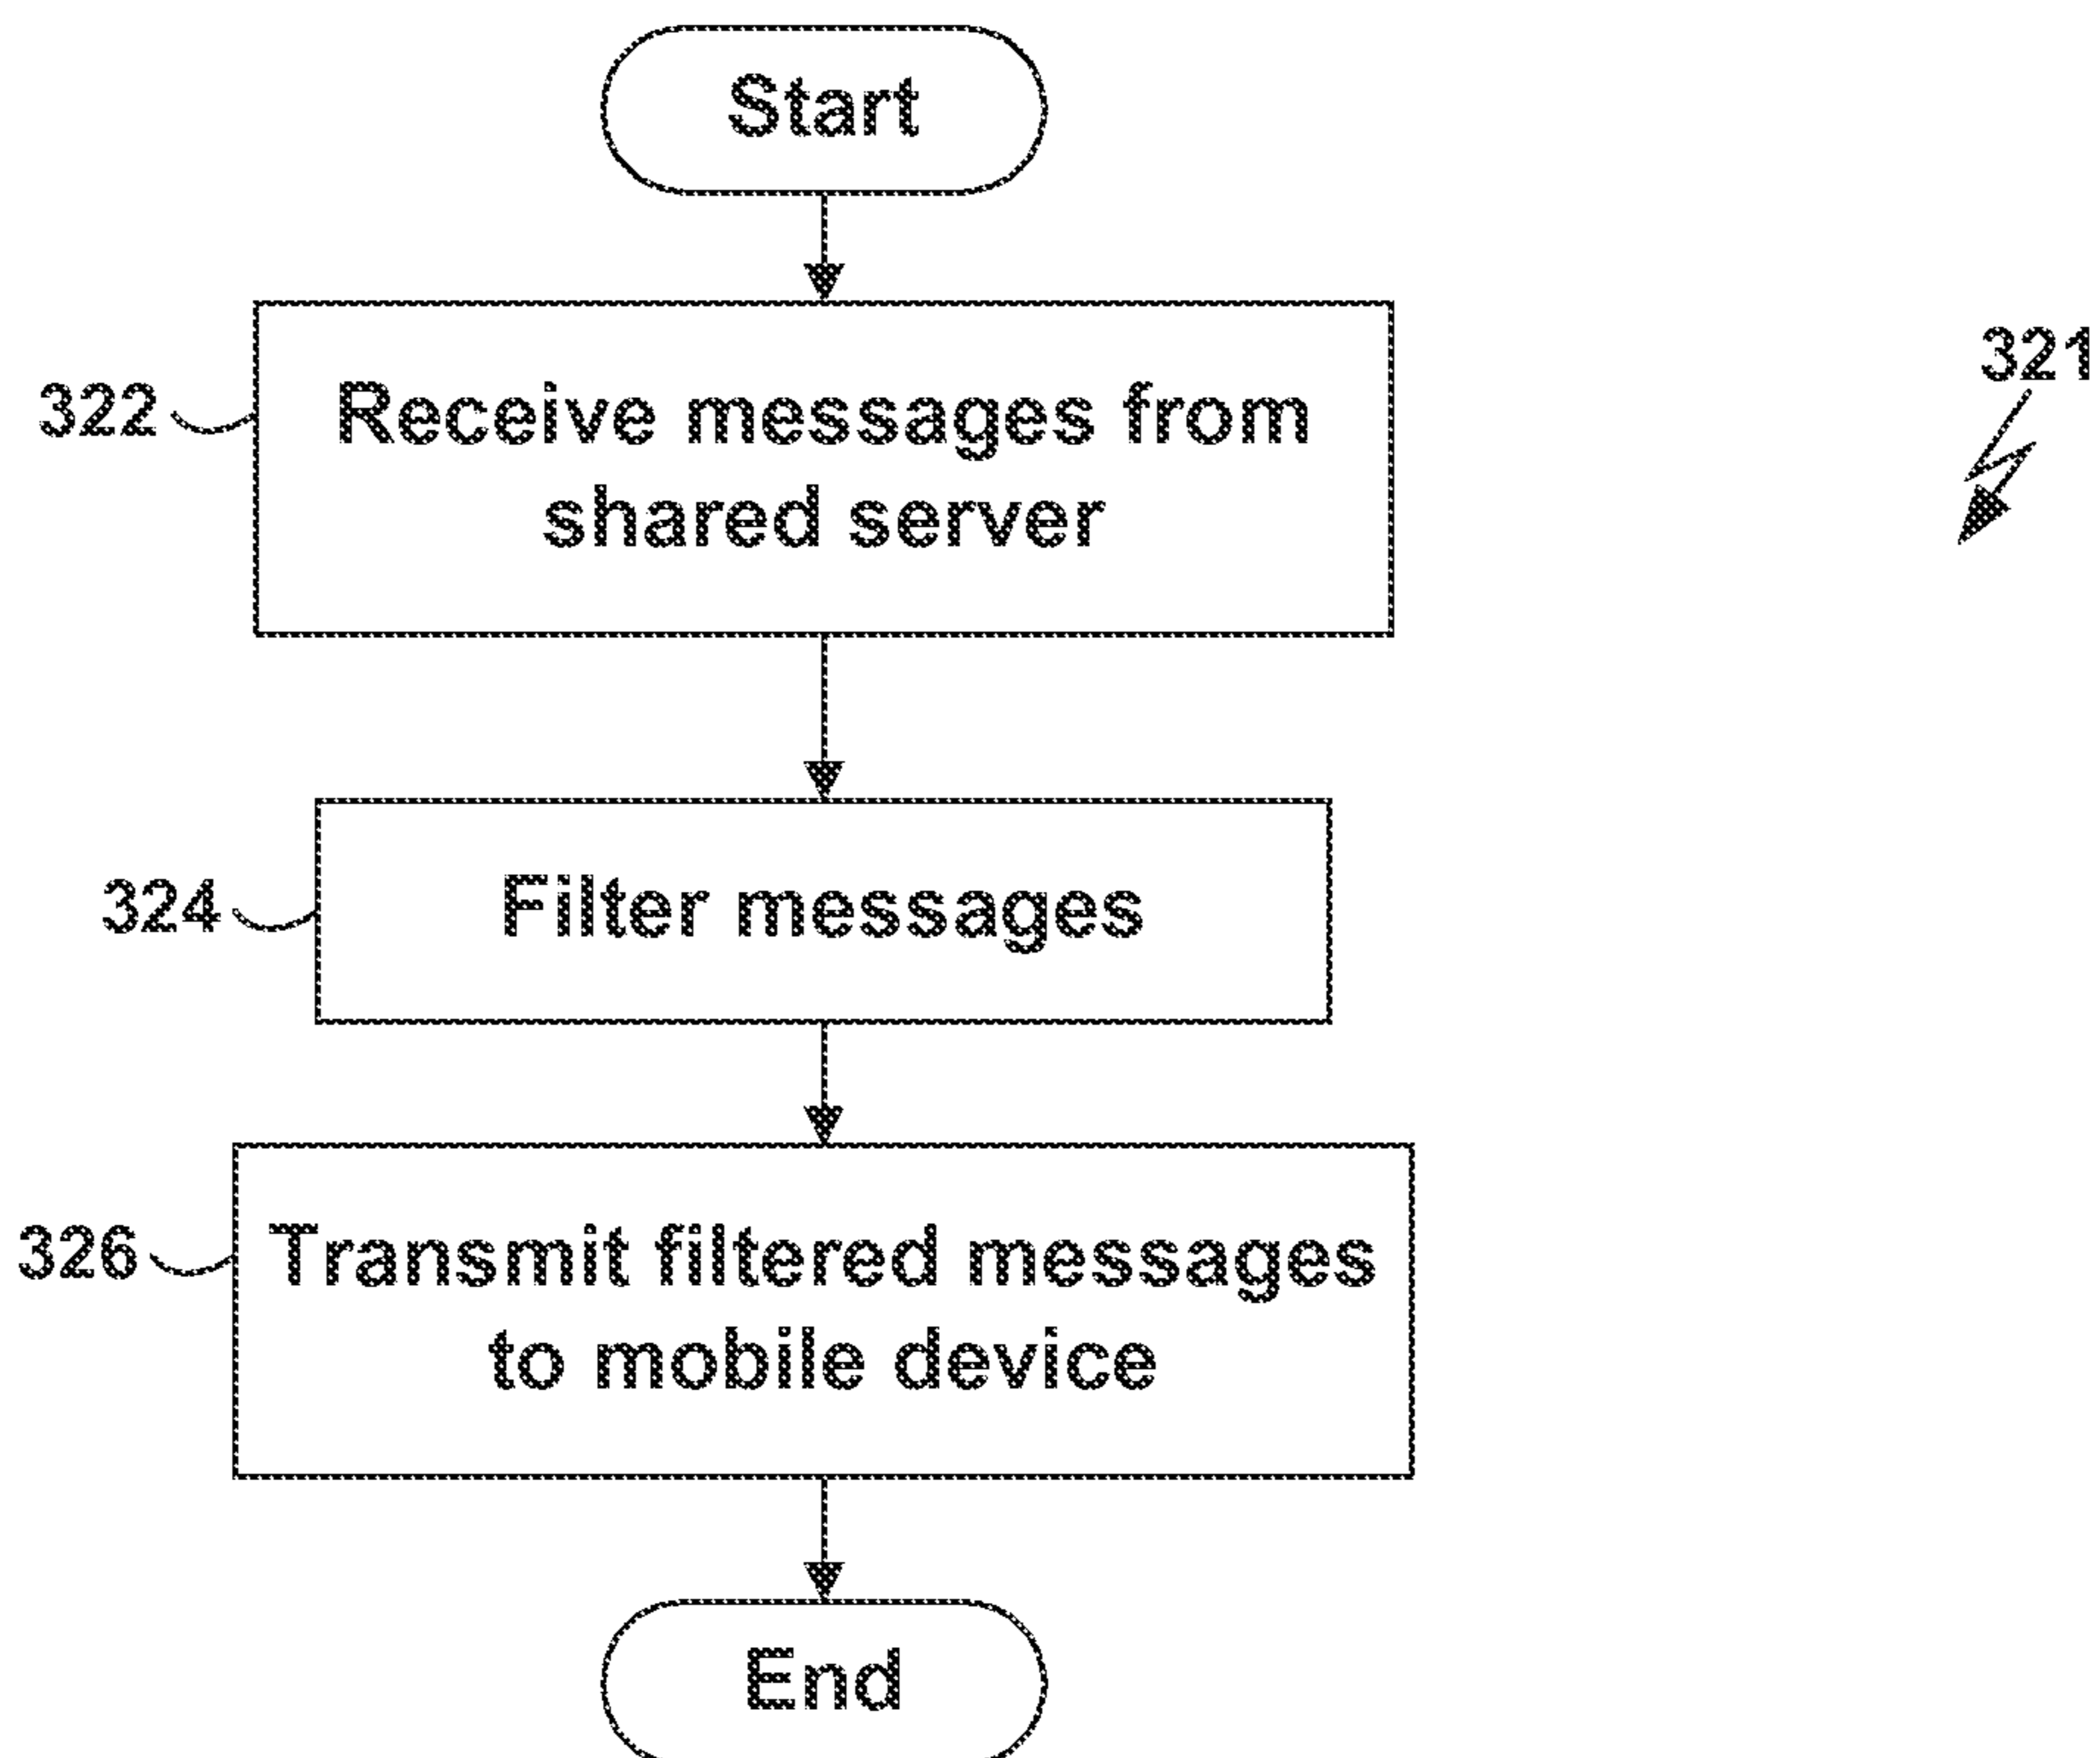 Start
321
322
Receive messages from
shared server
324
Filter messages
326
Transmit filtered messages
to mobile device
End